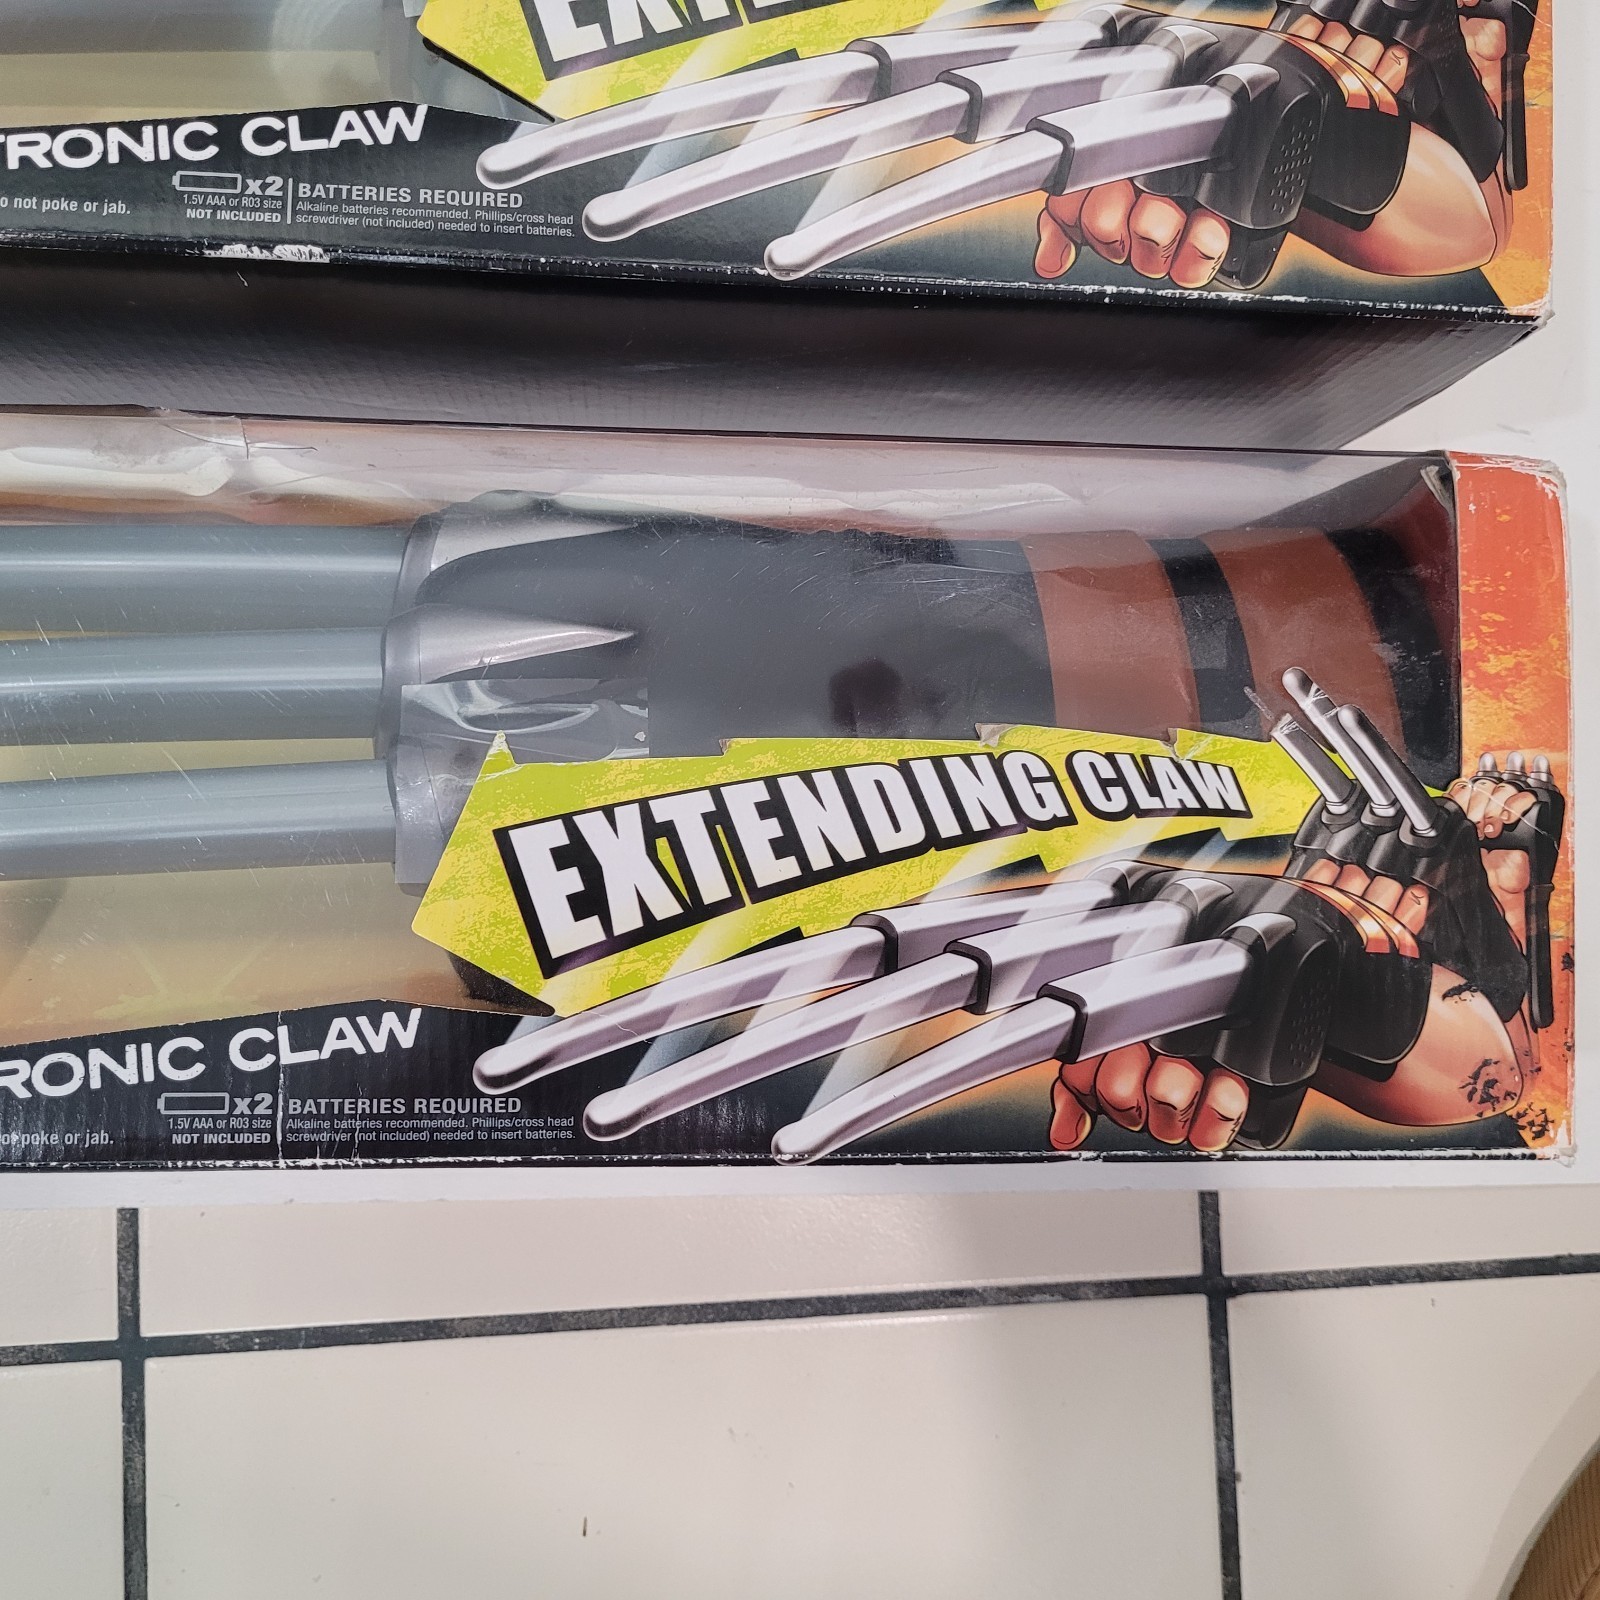 TRONIC CLAW
x2
1.5V AAA or R03 size
NOT INCLUDED
BATTERIES REQUIRED
Alkaline batteries recommended. Phillips/cross head
screwdriver (not included) needed to insert batteries.
o not poke or jab.
EXTENDING CLAW
RONIC CLAW
x2
1.5V AAA or R03 size
NOT INCLUDED
BATTERIES REQUIRED
Alkaline batteries recommended. Phillips/cross head
screwdriver (not included) needed to insert batteries.
ot poke or jab.